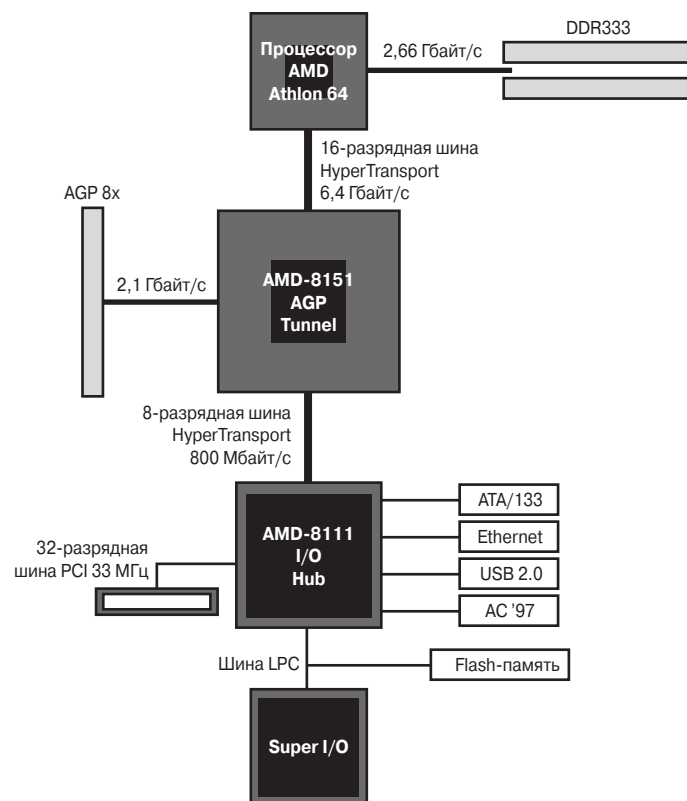 DDR333
Процессор
AMD
Athlon 64
2,66 Гбайт/с
16-разрядная шина
HyperTransport
6,4 Гбайт/с
AGP 8x
2,1 Гбайт/с
AMD-8151
AGP
Tunnel
8-разрядная шина
HyperTransport
800 Мбайт/с
AMD-8111
I/O
Hub
ATA/133
Ethernet
USB 2.0
AC '97
32-разрядная
шина PCI 33 МГц
Шина LPC
Flash-память
Super I/O